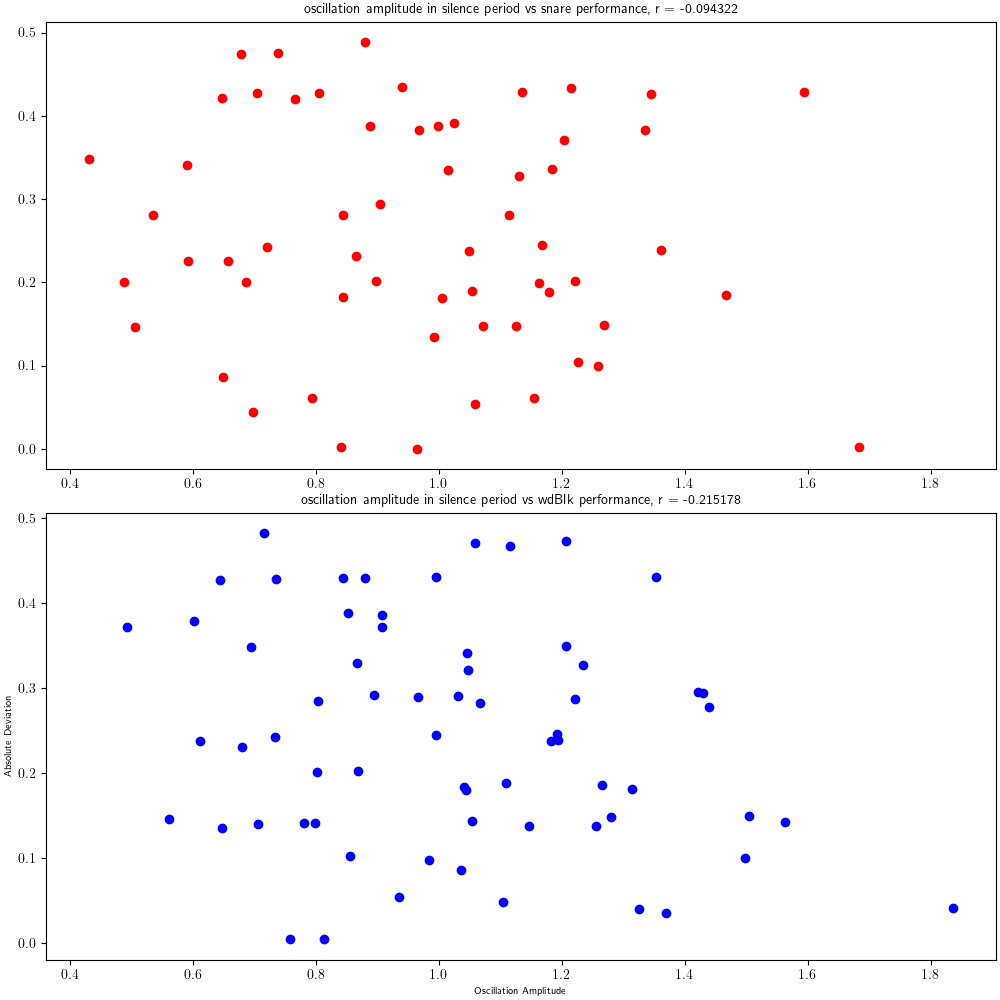 oscillation amplitude in silence period vs snare performance, r = -0.094322
0.5
0.4
0.3
0.2
0.1
0.0
0.4 0.6 0.8 1.0 1.2 1.4 1.6 1.8
oscillation amplitude in silence period vs wdBlk performance, r = -0.215178
0.5
0.4
0.3
0.2
0.1
0.0
Absolute Deviation
0.4 0.6 0.8 1.0 1.2 1.4 1.6 1.8
Oscillation Amplitude